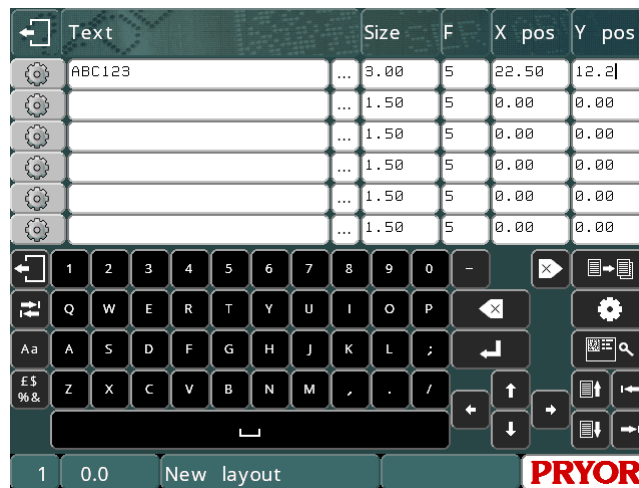 Text Size F X pos Y pos
ABC123 ... 3.00 5 22.50 12.2
... 1.50 5 0.00 0.00
... 1.50 5 0.00 0.00
... 1.50 5 0.00 0.00
... 1.50 5 0.00 0.00
... 1.50 5 0.00 0.00
1 2 3 4 5 6 7 8 9 0 -
Q W E R T Y U I O P
Aa A S D F G H J K L ;
£$
%& Z X C V B N M , . /
1 0.0 New layout PRYOR